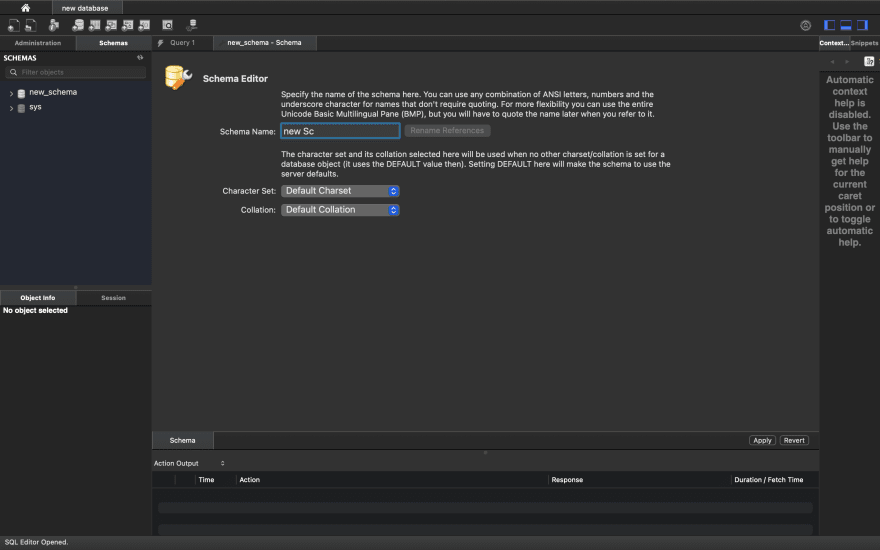 new database
Administration
Schemas
Query 1
new_schema - Schema
Context...
Snippets
SCHEMAS
Filter objects
new_schema
sys
Schema Editor
Specify the name of the schema here. You can use any combination of ANSI letters, numbers and the
underscore character for names that don't require quoting. For more flexibility you can use the entire
Unicode Basic Multilingual Pane (BMP), but you will have to quote the name later when you refer to it.
Schema Name: new Sc Rename References
The character set and its collation selected here will be used when no other charset/collation is set for a
database object (it uses the DEFAULT value then). Setting DEFAULT here will make the schema to use the
server defaults.
Character Set: Default Charset
Collation: Default Collation
Automatic
context
help is
disabled.
Use the
toolbar to
manually
get help
for the
current
caret
position or
to toggle
automatic
help.
Object Info
Session
No object selected
Schema
Apply
Revert
Action Output
Time Action Response Duration / Fetch Time
SQL Editor Opened.